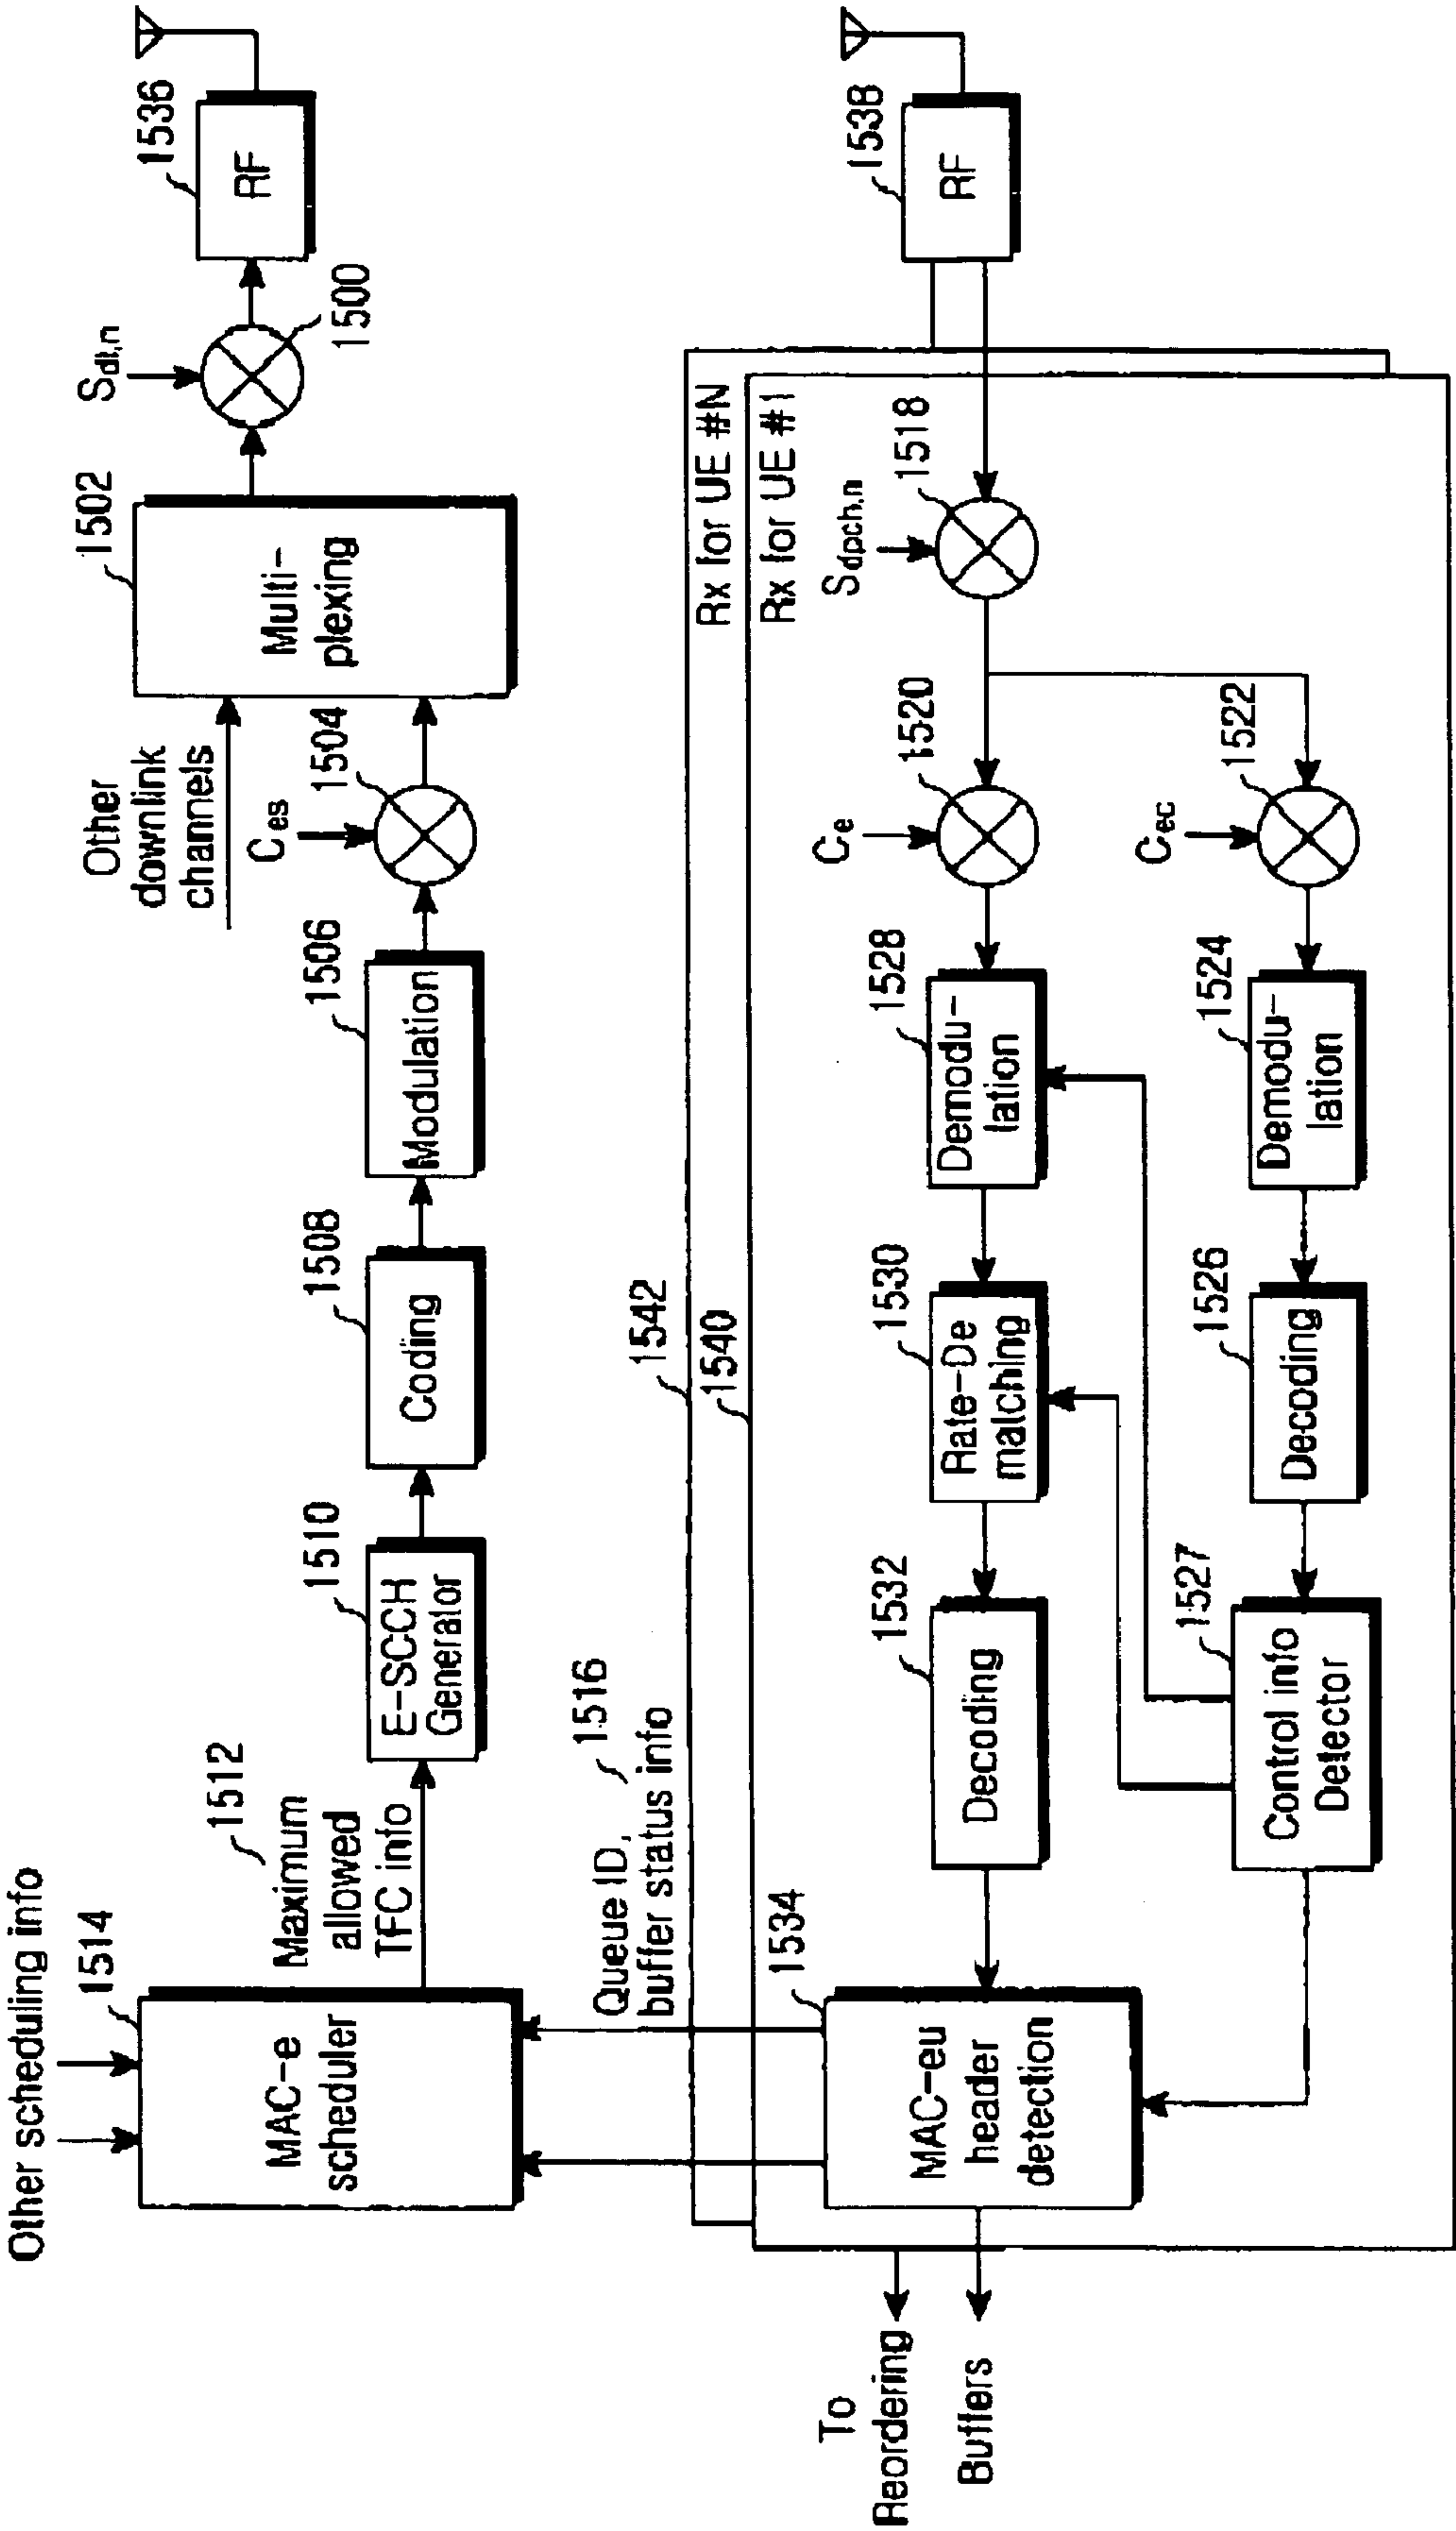 Other scheduling info
1514
MAC-e
scheduler
1512
Maximum
allowed
TFC info
1510
E-SCCH
Generator
1508
Coding
1506
Modulation
Other
downlink
channels
Ces
1504
1502
Multi-
plexing
Sdl,n
1500
1536
RF
1516
Queue ID,
buffer status info
1542
1540
Rx for UE #N
Rx for UE #1
To
Reordering
Buffers
1534
MAC-eu
header
detection
1532
Decoding
1530
Rate-De
matching
1528
Demodu-
lation
Ce
1520
Sdpch,n
1518
1538
RF
1527
Control info
Detector
1526
Decoding
1524
Demodu-
lation
Cec
1522